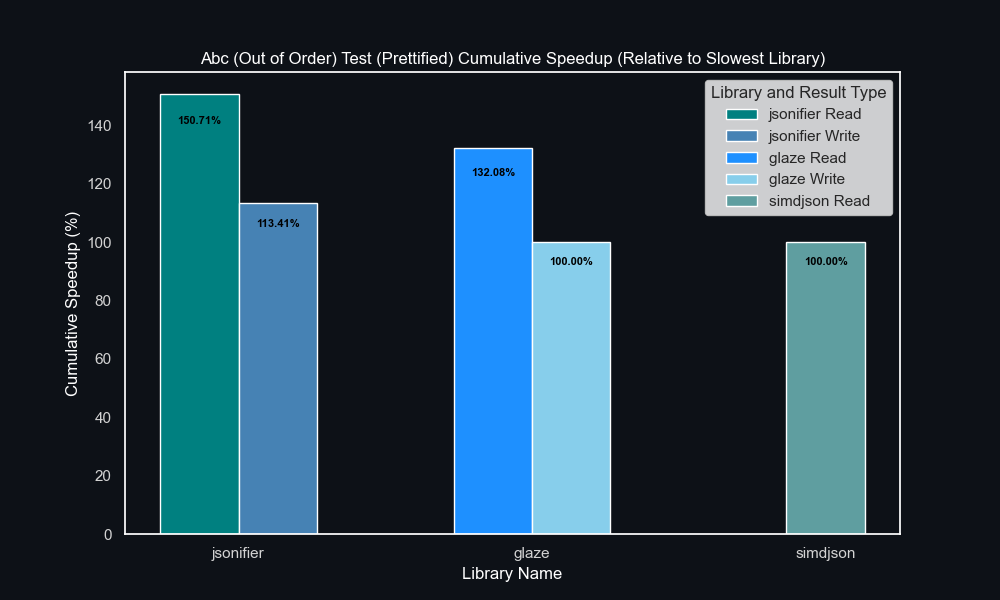 Abc (Out of Order) Test (Prettified) Cumulative Speedup (Relative to Slowest Library)
Library and Result Type
jsonifier Read
jsonifier Write
glaze Read
glaze Write
simdjson Read
Cumulative Speedup (%)
140
120
100
80
60
40
20
0
150.71%
113.41%
132.08%
100.00%
100.00%
jsonifier
glaze
simdjson
Library Name